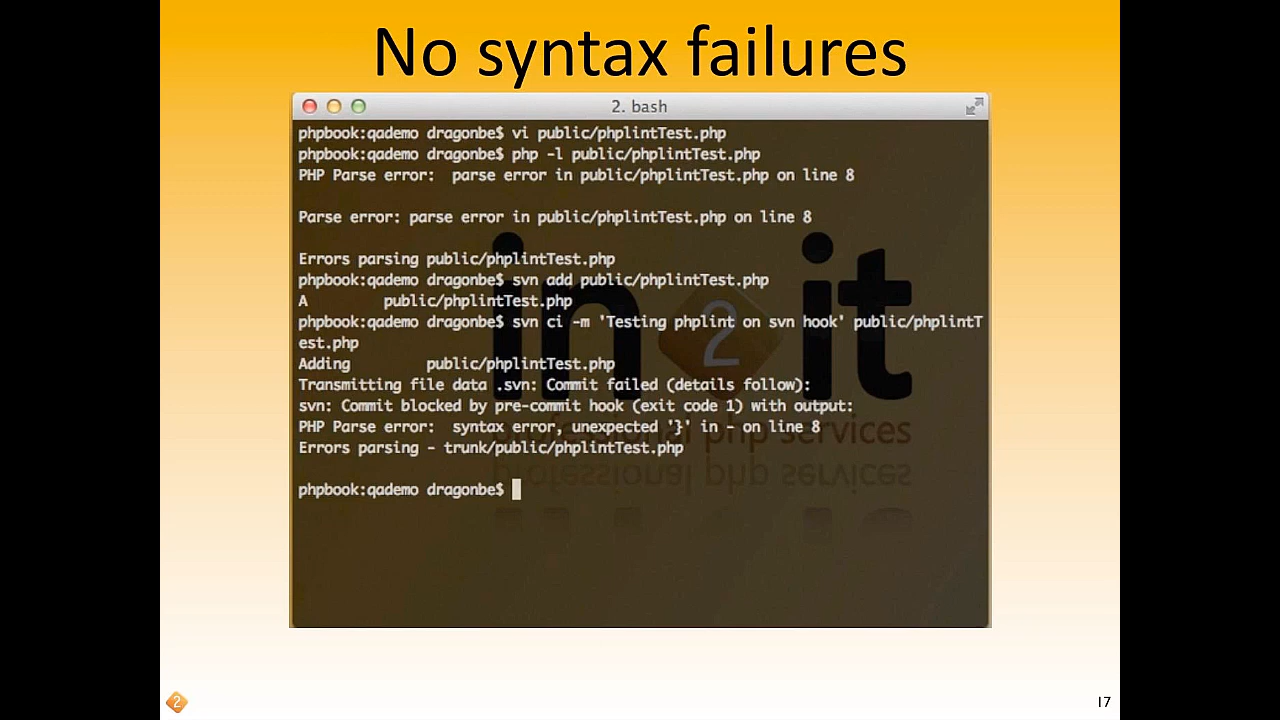 No syntax failures
2. bash
phpbook:qademo dragonbe$ vi public/phplintTest.php
phpbook:qademo dragonbe$ php -l public/phplintTest.php
PHP Parse error:  parse error in public/phplintTest.php on line 8
Parse error: parse error in public/phplintTest.php on line 8
Errors parsing public/phplintTest.php
phpbook:qademo dragonbe$ svn add public/phplintTest.php
A         public/phplintTest.php
phpbook:qademo dragonbe$ svn ci -m 'Testing phplint on svn hook' public/phplintT
est.php
Adding         public/phplintTest.php
Transmitting file data .svn: Commit failed (details follow):
svn: Commit blocked by pre-commit hook (exit code 1) with output:
PHP Parse error:  syntax error, unexpected '}' in - on line 8
Errors parsing - trunk/public/phplintTest.php
phpbook:qademo dragonbe$
in2it
professional php services
2
17